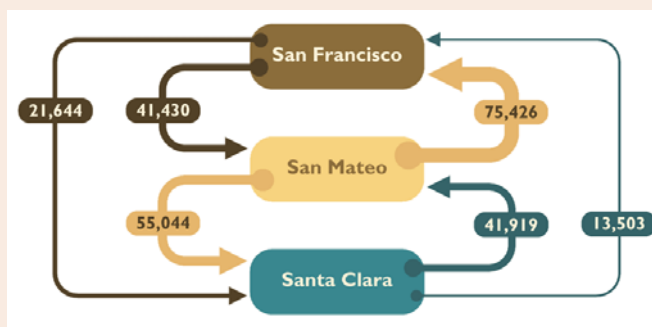 San Francisco
21,644
41,430
75,426
San Mateo
55,044
41,919
13,503
Santa Clara